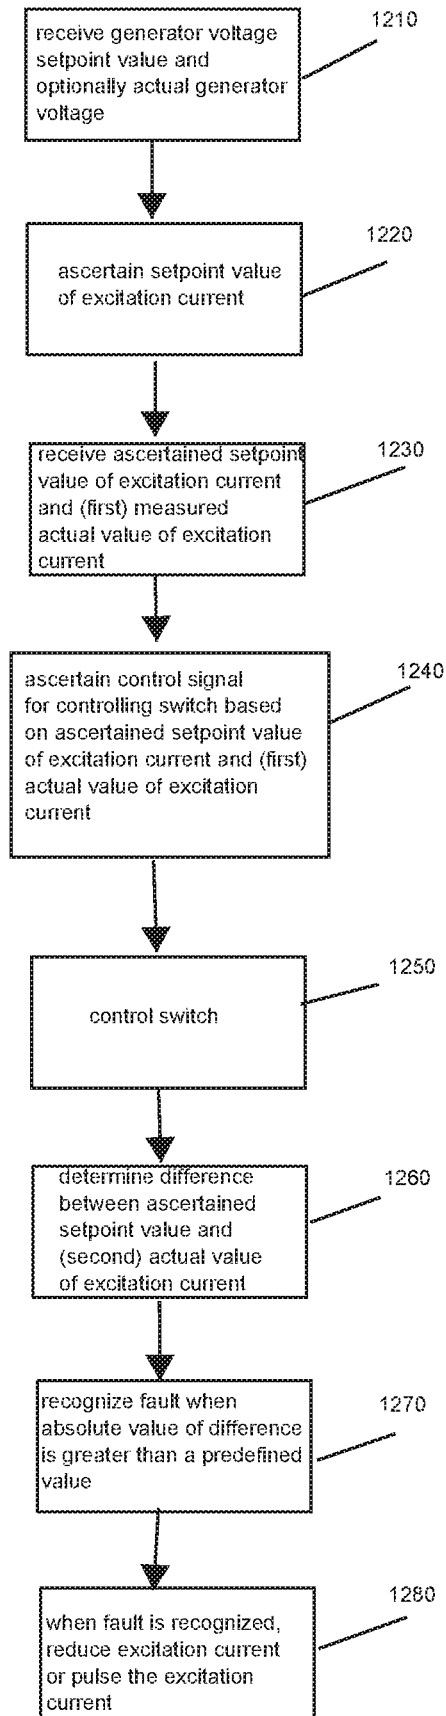 receive generator voltage
setpoint value and
optionally actual generator
voltage
1210
ascertain setpoint value
of excitation current
1220
receive ascertained setpoint
value of excitation current
and (first) measured
actual value of excitation
current
1230
ascertain control signal
for controlling switch based
on ascertained setpoint value
of excitation current and (first)
actual value of excitation
current
1240
control switch
1250
determine difference
between ascertained
setpoint value and
(second) actual value
of excitation current
1260
recognize fault when
absolute value of difference
is greater than a predefined
value
1270
when fault is recognized,
reduce excitation current
or pulse the excitation
current
1280